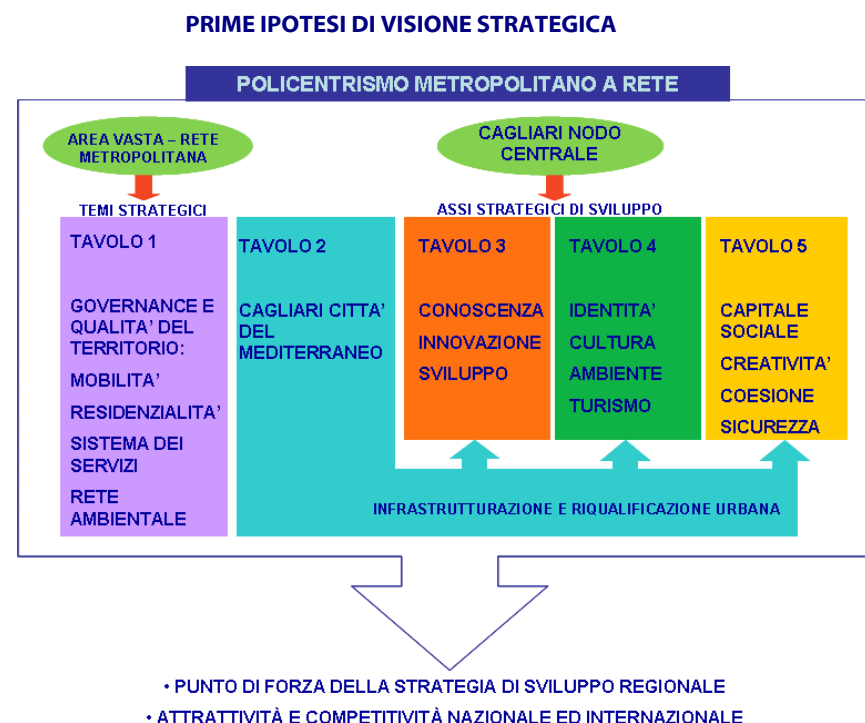 PRIME IPOTESI DI VISIONE STRATEGICA
POLICENTRISMO METROPOLITANO A RETE
AREA VASTA – RETE
METROPOLITANA
CAGLIARI NODO
CENTRALE
TEMI STRATEGICI
ASSI STRATEGICI DI SVILUPPO
TAVOLO 1
GOVERNANCE E
QUALITA' DEL
TERRITORIO:
MOBILITA'
RESIDENZIALITA'
SISTEMA DEI
SERVIZI
RETE
AMBIENTALE
TAVOLO 2
CAGLIARI CITTA'
DEL
MEDITERRANEO
TAVOLO 3
CONOSCENZA
INNOVAZIONE
SVILUPPO
TAVOLO 4
IDENTITA'
CULTURA
AMBIENTE
TURISMO
TAVOLO 5
CAPITALE
SOCIALE
CREATIVITA'
COESIONE
SICUREZZA
INFRASTRUTTURAZIONE E RIQUALIFICAZIONE URBANA
• PUNTO DI FORZA DELLA STRATEGIA DI SVILUPPO REGIONALE
• ATTRATTIVITÀ E COMPETITIVITÀ NAZIONALE ED INTERNAZIONALE